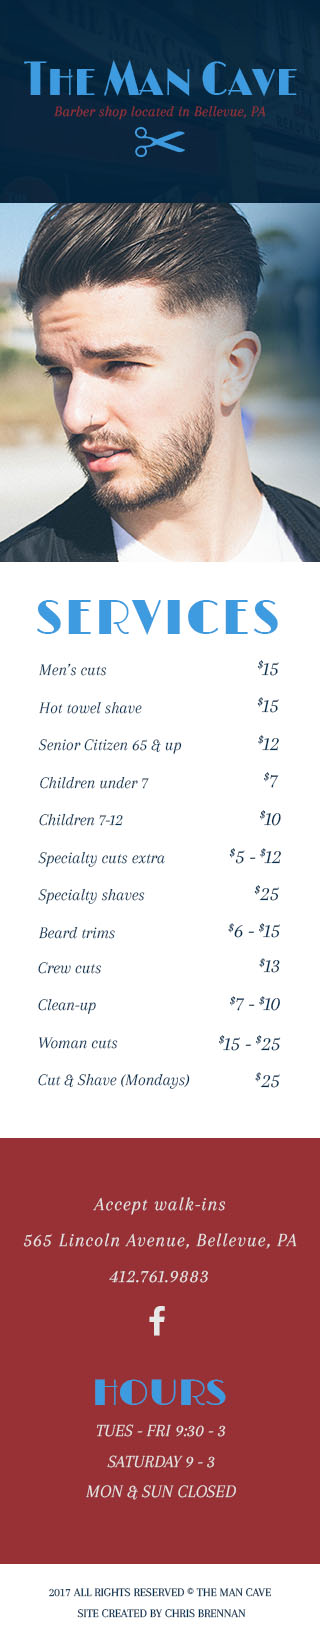 THE MAN CAVE
Barber shop located in Bellevue, PA
SERVICES
Men's cuts $15
Hot towel shave $15
Senior Citizen 65 & up $12
Children under 7 $7
Children 7-12 $10
Specialty cuts extra $5 - $12
Specialty shaves $25
Beard trims $6 - $15
Crew cuts $13
Clean-up $7 - $10
Woman cuts $15 - $25
Cut & Shave (Mondays) $25
Accept walk-ins
565 Lincoln Avenue, Bellevue, PA
412.761.9883
HOURS
TUES - FRI 9:30 - 3
SATURDAY 9 - 3
MON & SUN CLOSED
2017 ALL RIGHTS RESERVED © THE MAN CAVE
SITE CREATED BY CHRIS BRENNAN